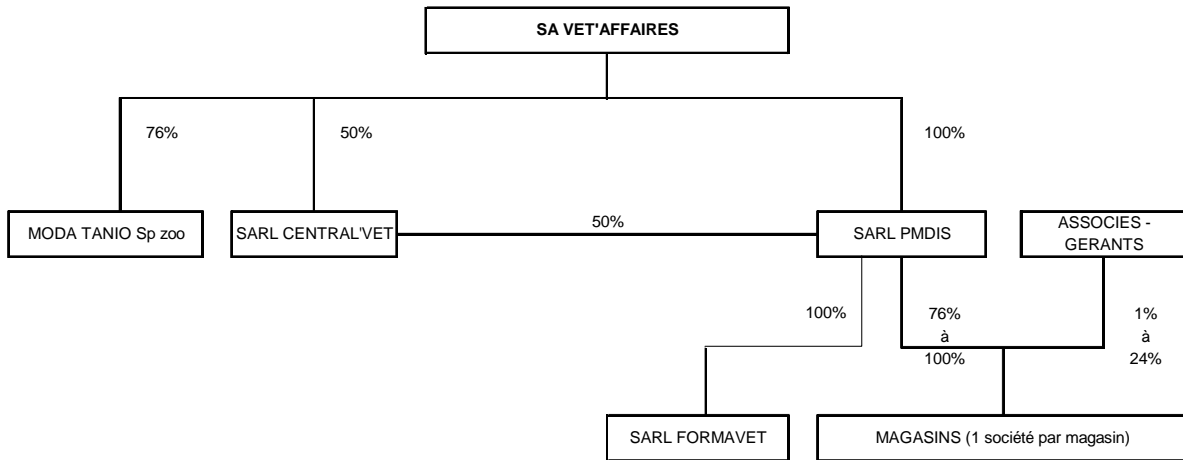 SA VET'AFFAIRES
76%
50%
100%
MODA TANIO Sp zoo
SARL CENTRAL'VET
50%
SARL PMDIS
ASSOCIES -
GERANTS
100%
76%
à
100%
1%
à
24%
SARL FORMAVET
MAGASINS (1 société par magasin)